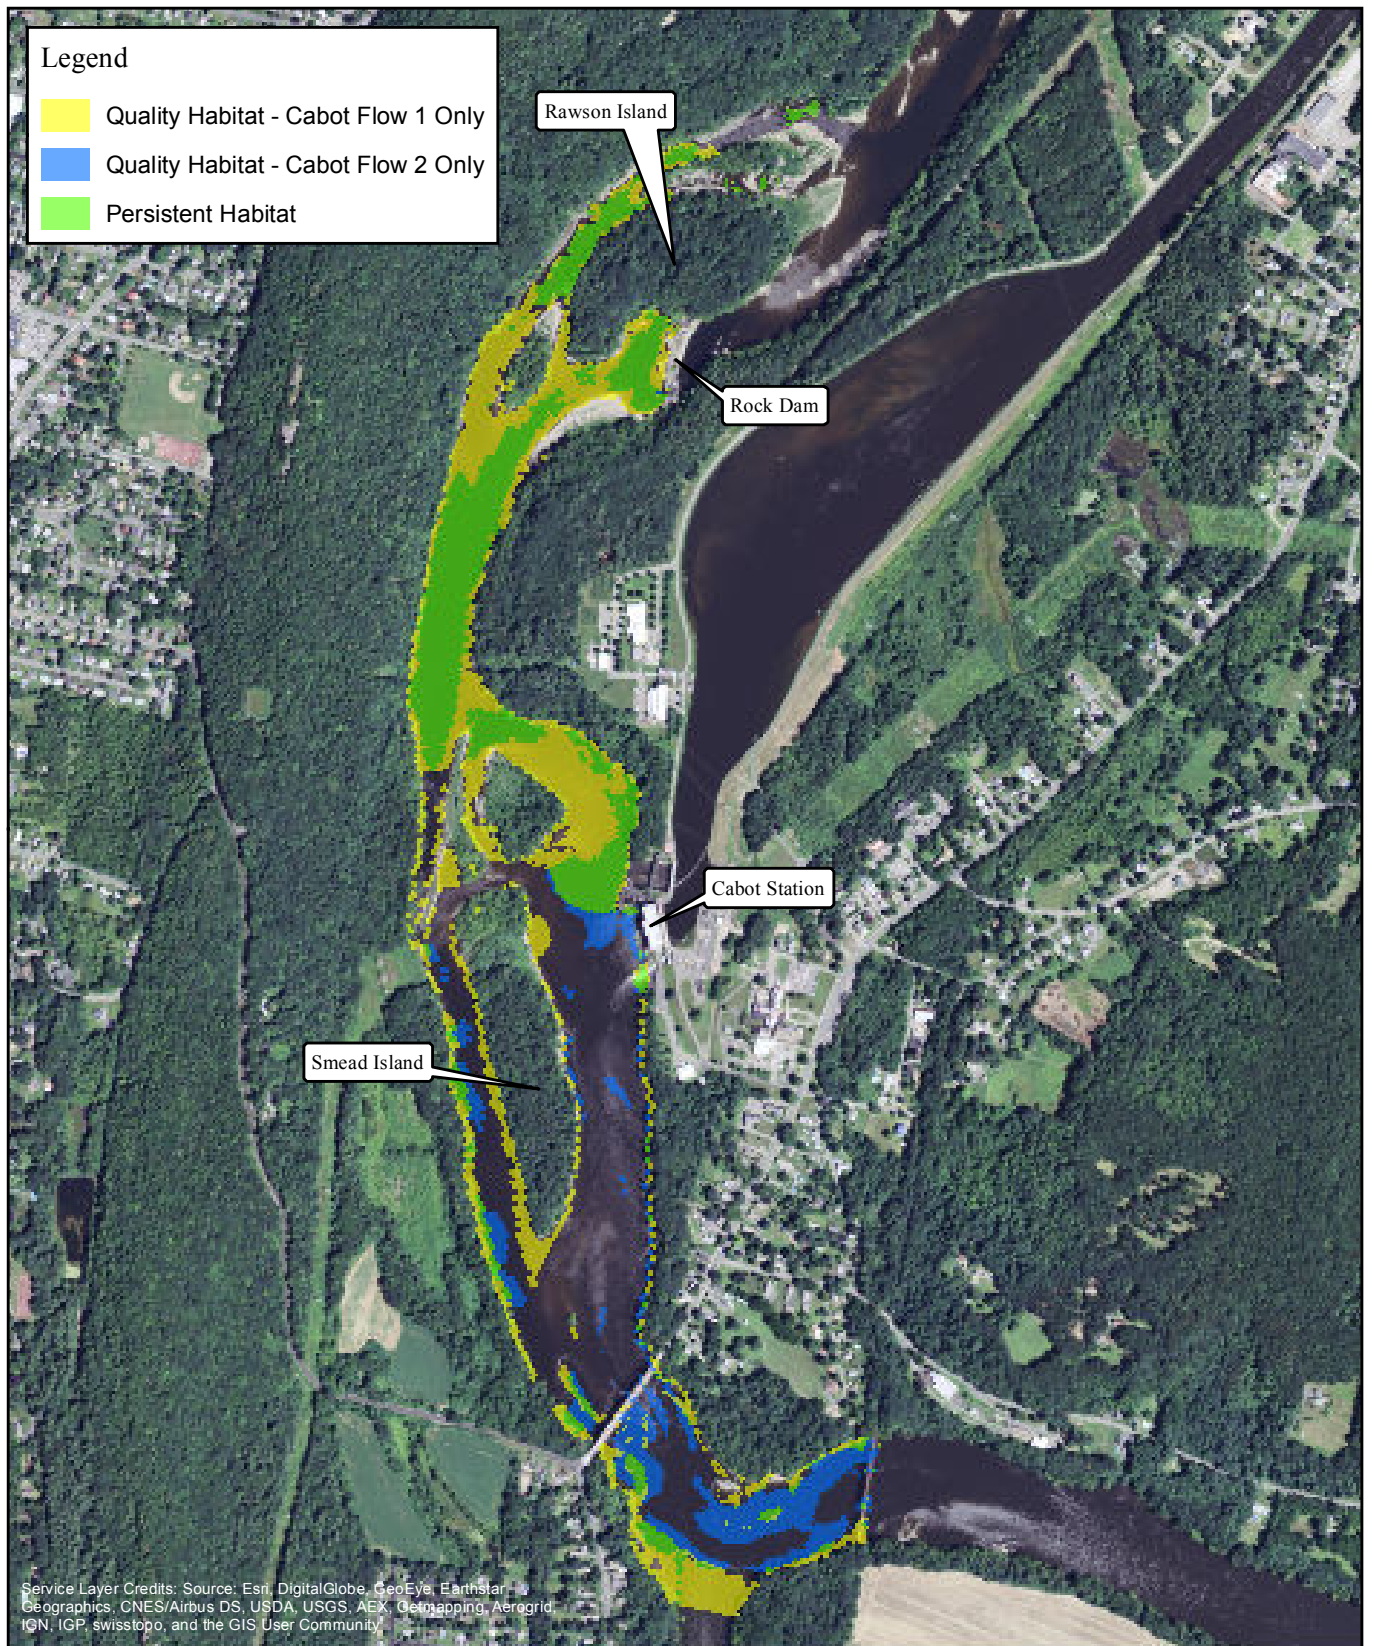 Legend
Quality Habitat - Cabot Flow 1 Only
Quality Habitat - Cabot Flow 2 Only
Persistent Habitat
Rawson Island
Rock Dam
Cabot Station
Smead Island
Service Layer Credits: Source: Esri, DigitalGlobe, GeoEye, Earthstar
Geographics, CNES/Airbus DS, USDA, USGS, AEX, Getmapping, Aerogrid,
IGN, IGP, swisstopo, and the GIS User Community